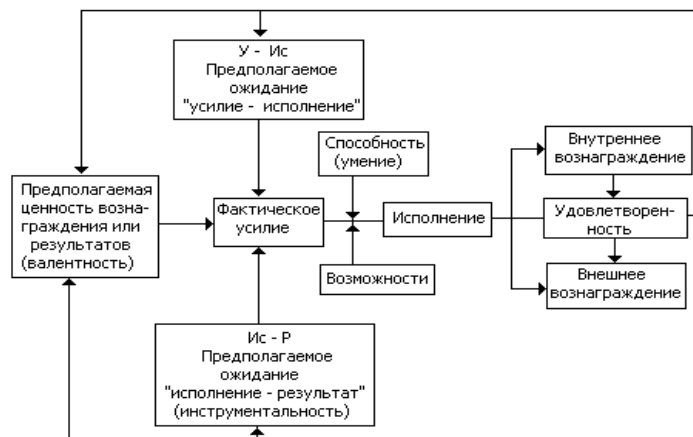 У - Ис
Предполагаемое
ожидание
"усилие - исполнение"
Способность
(умение)
Внутреннее
вознаграждение
Предполагаемая
ценность возна-
граждения или
результатов
(валентность)
Фактическое
усилие
Исполнение
Удовлетворен-
ность
Возможности
Внешнее
вознаграждение
Ис - Р
Предполагаемое
ожидание
"исполнение - результат"
(инструментальность)